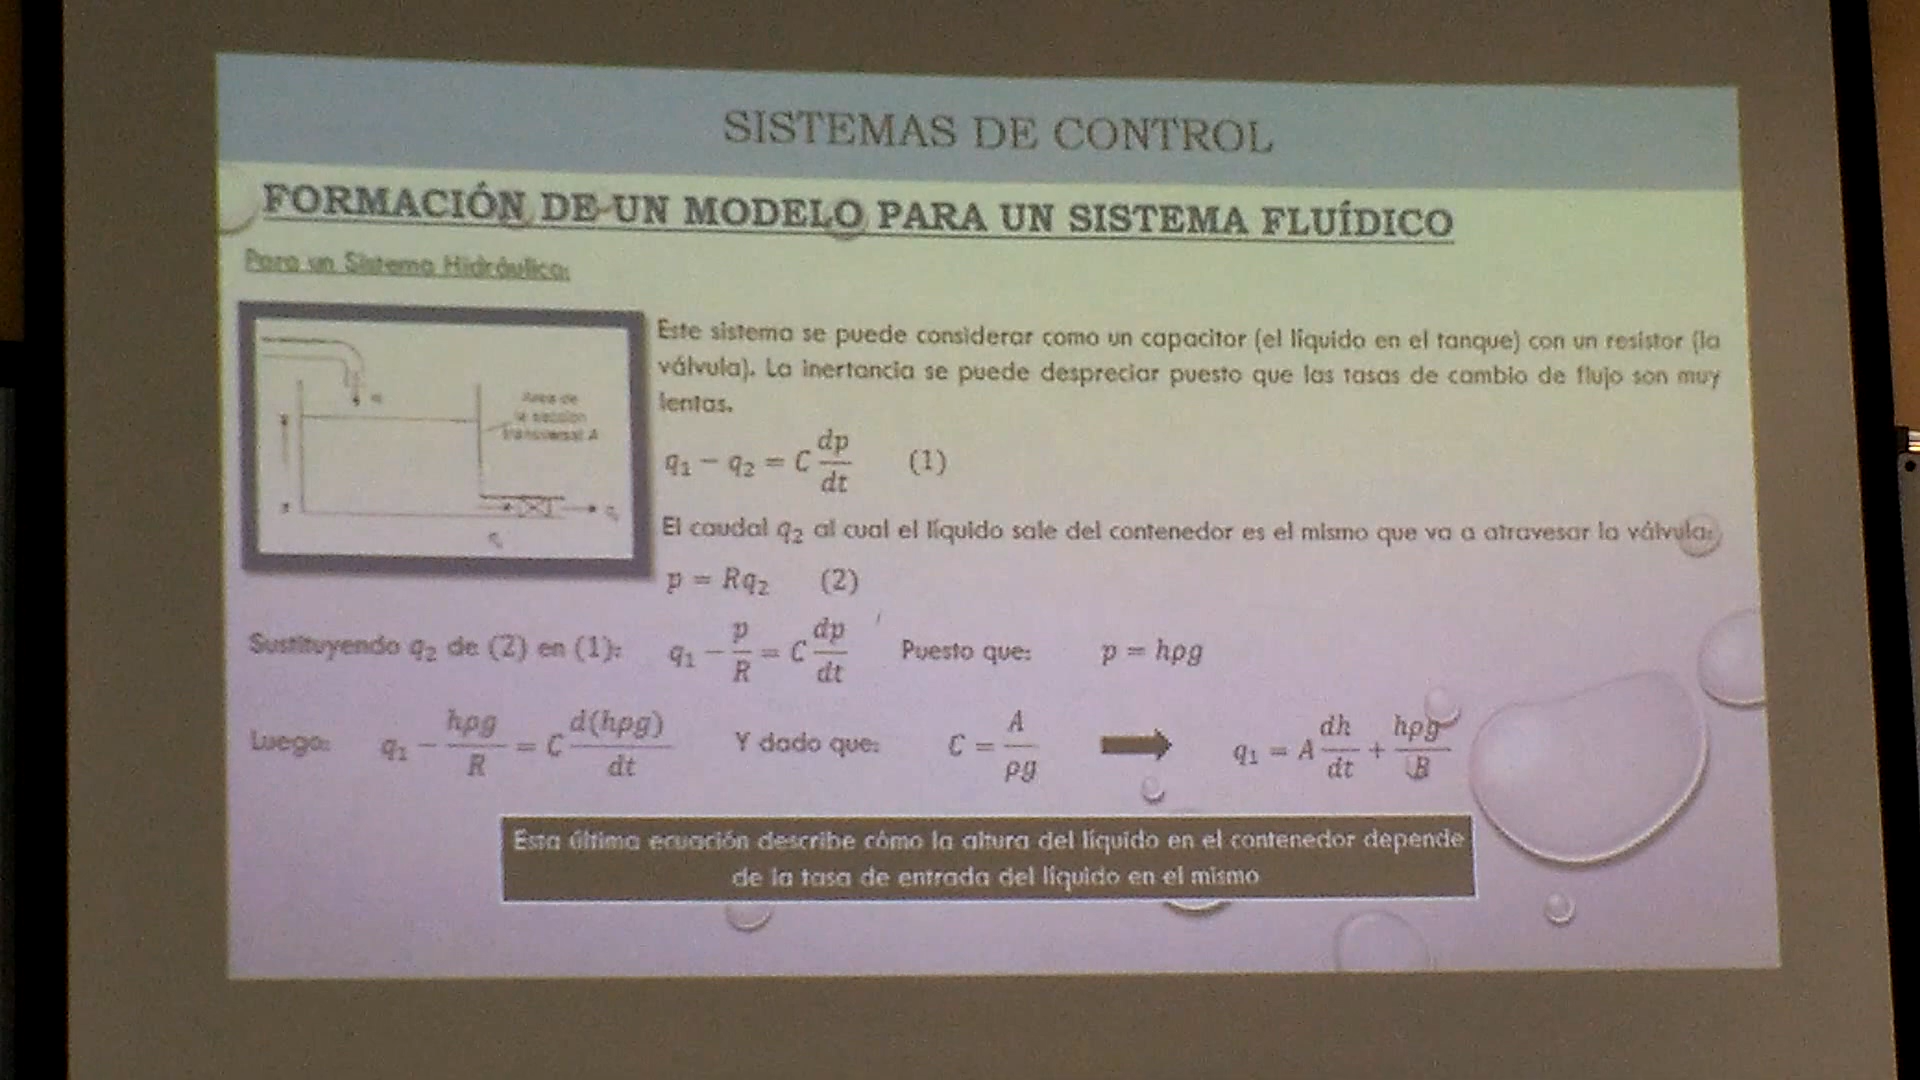 SISTEMAS DE CONTROL
FORMACIÓN DE UN MODELO PARA UN SISTEMA FLUÍDICO
Para un Sistema Hidráulico:
Área de
la sección
transversal A
Este sistema se puede considerar como un capacitor (el líquido en el tanque) con un resistor (la
válvula). La inertancia se puede despreciar puesto que las tasas de cambio de flujo son muy
lentas.
q₁ − q₂ = C dp/dt (1)
El caudal q₂ al cual el líquido sale del contenedor es el mismo que va a atravesar la válvula:
p = Rq₂ (2)
Sustituyendo q₂ de (2) en (1): q₁ − p/R = C dp/dt Puesto que: p = hρg
Luego: q₁ − hρg/R = C d(hρg)/dt Y dado que: C = A/ρg q₁ = A dh/dt + hρg/R
Esta última ecuación describe cómo la altura del líquido en el contenedor depende
de la tasa de entrada del líquido en el mismo